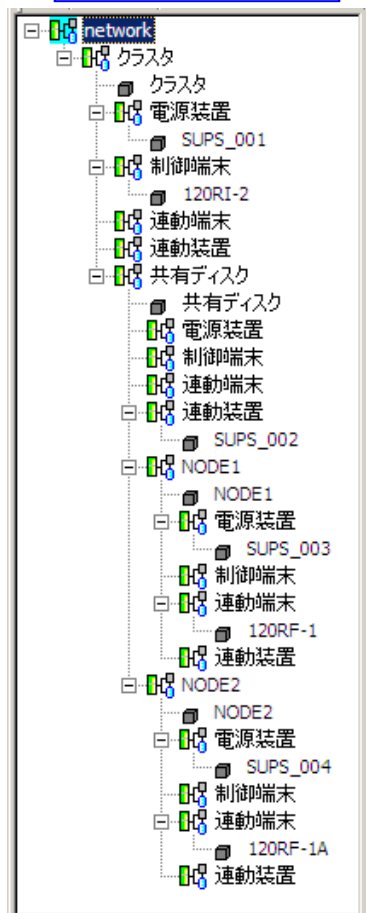 network
クラスタ
クラスタ
電源装置
SUPS_001
制御端末
120RI-2
連動端末
連動装置
共有ディスク
共有ディスク
電源装置
制御端末
連動端末
連動装置
SUPS_002
NODE1
NODE1
電源装置
SUPS_003
制御端末
連動端末
120RF-1
連動装置
NODE2
NODE2
電源装置
SUPS_004
制御端末
連動端末
120RF-1A
連動装置